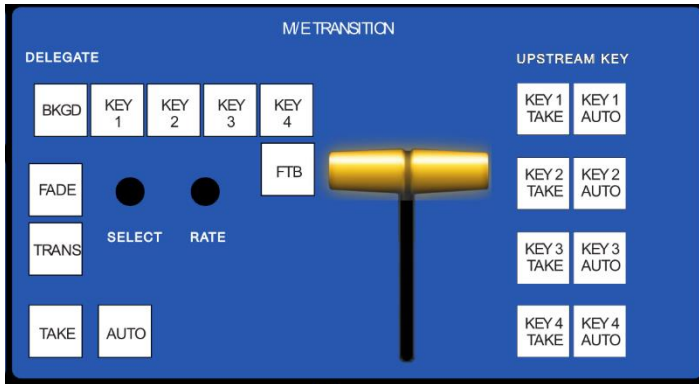 M/E TRANSITION
DELEGATE
UPSTREAM KEY
BKGD
KEY
1
KEY
2
KEY
3
KEY
4
FTB
FADE
TRANS
SELECT
RATE
TAKE
AUTO
KEY 1
TAKE
KEY 1
AUTO
KEY 2
TAKE
KEY 2
AUTO
KEY 3
TAKE
KEY 3
AUTO
KEY 4
TAKE
KEY 4
AUTO